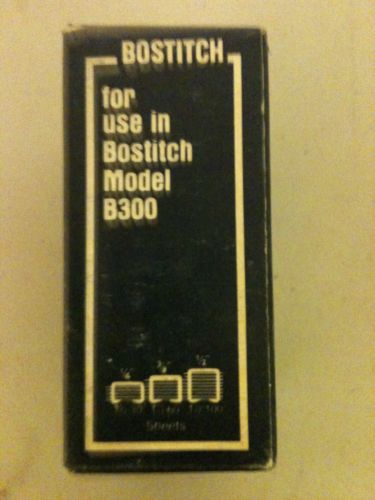 BOSTITCH
for
use in
Bostitch
Model
B300
Sheets